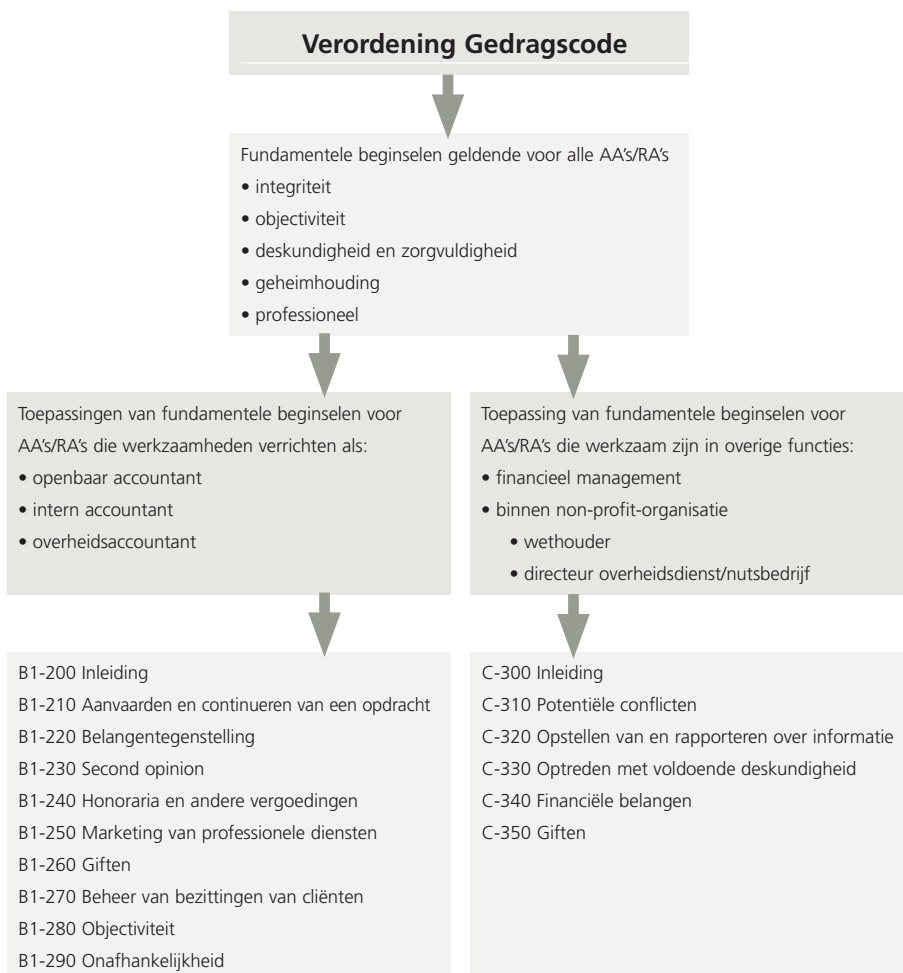 Verordening Gedragscode
Fundamentele beginselen geldende voor alle AA's/RA's
• integriteit
• objectiviteit
• deskundigheid en zorgvuldigheid
• geheimhouding
• professioneel
Toepassingen van fundamentele beginselen voor
AA's/RA's die werkzaamheden verrichten als:
• openbaar accountant
• intern accountant
• overheidsaccountant
Toepassing van fundamentele beginselen voor
AA's/RA's die werkzaam zijn in overige functies:
• financieel management
• binnen non-profit-organisatie
• wethouder
• directeur overheidsdienst/nutsbedrijf
B1-200 Inleiding
B1-210 Aanvaarden en continueren van een opdracht
B1-220 Belangentegenstelling
B1-230 Second opinion
B1-240 Honoraria en andere vergoedingen
B1-250 Marketing van professionele diensten
B1-260 Giften
B1-270 Beheer van bezittingen van cliënten
B1-280 Objectiviteit
B1-290 Onafhankelijkheid
C-300 Inleiding
C-310 Potentiële conflicten
C-320 Opstellen van en rapporteren over informatie
C-330 Optreden met voldoende deskundigheid
C-340 Financiële belangen
C-350 Giften